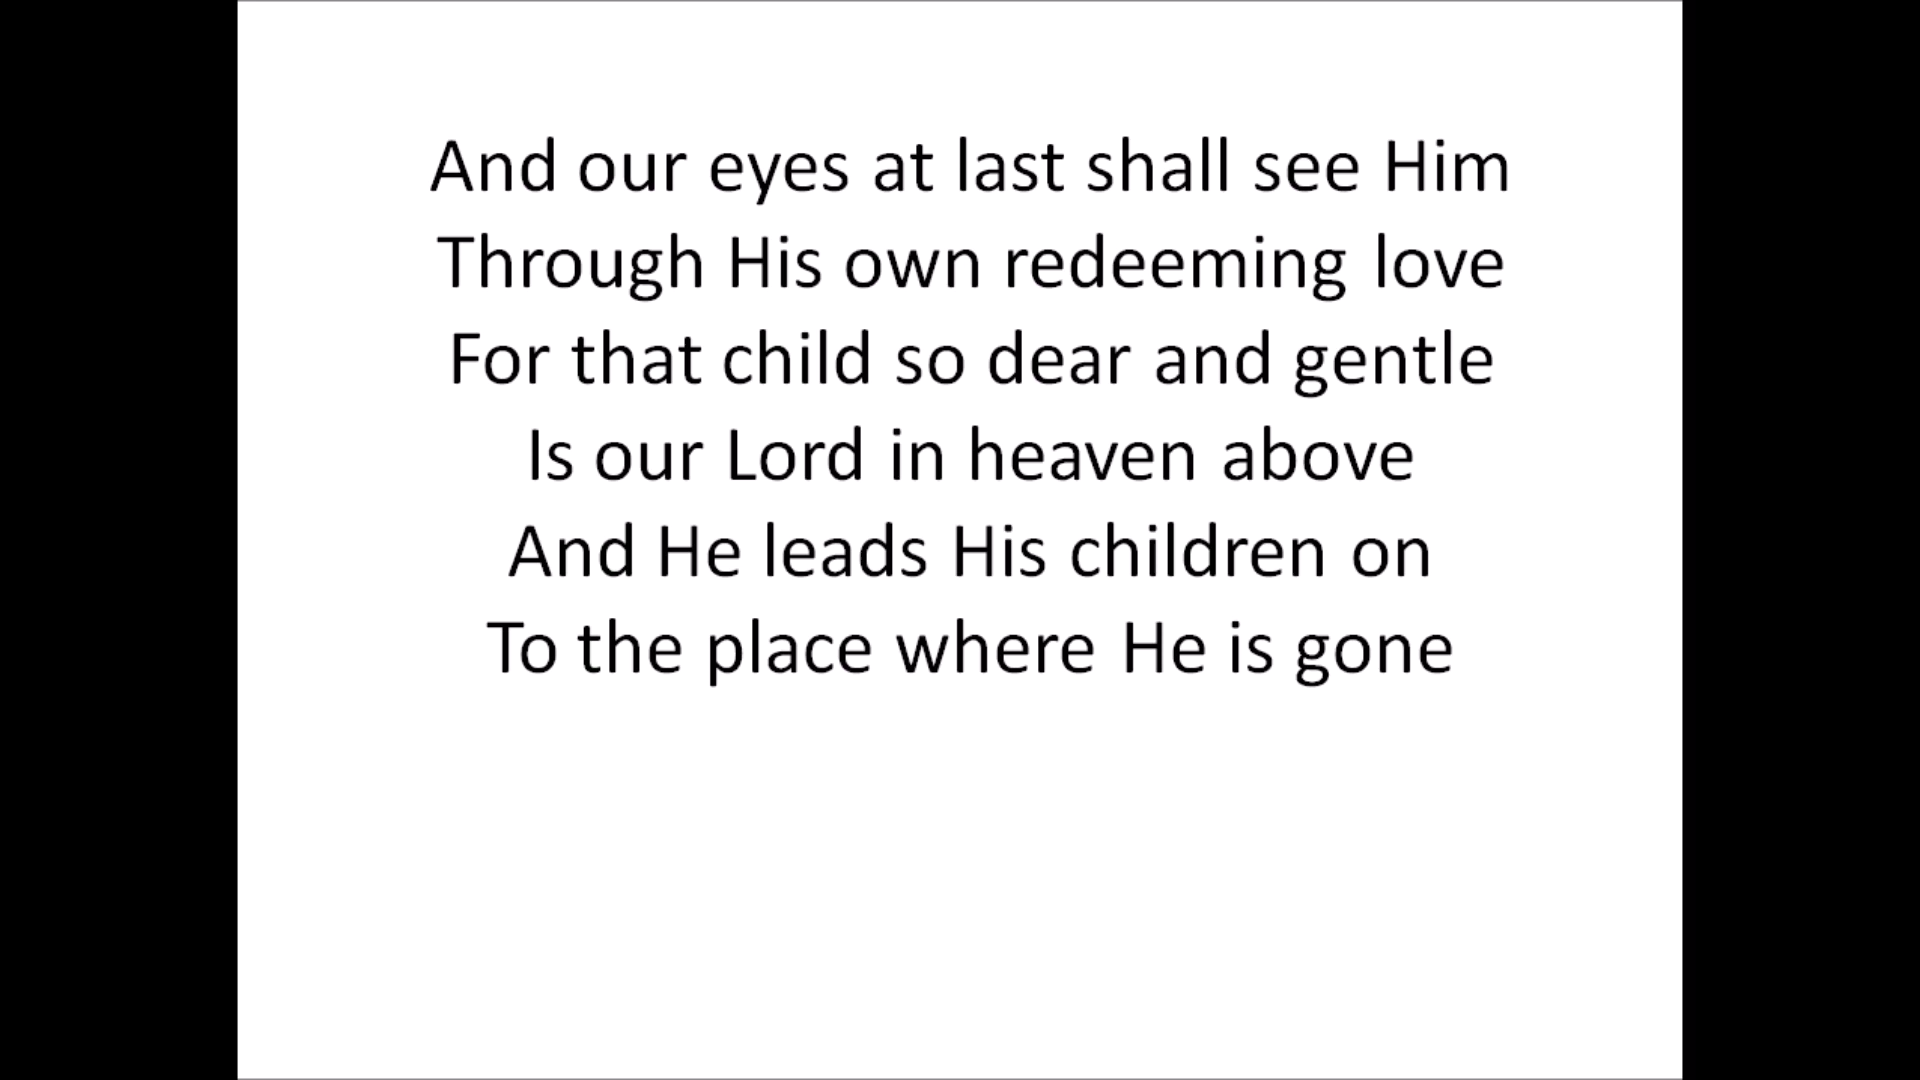 And our eyes at last shall see Him
Through His own redeeming love
For that child so dear and gentle
Is our Lord in heaven above
And He leads His children on
To the place where He is gone